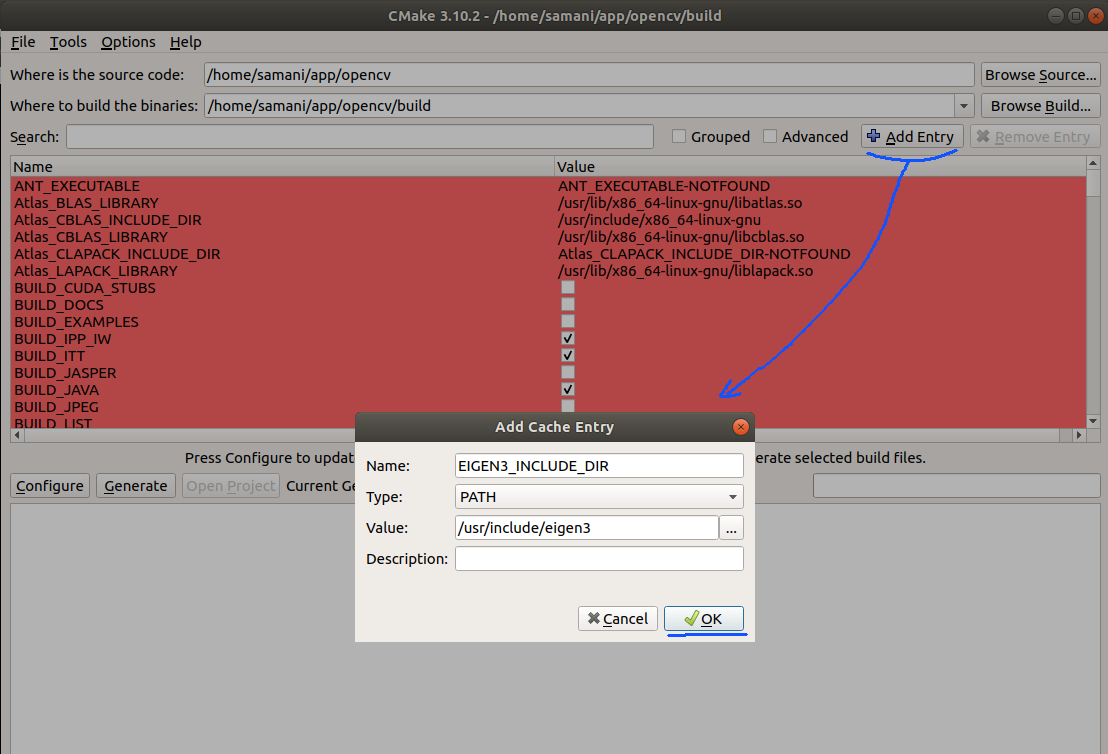 CMake 3.10.2 - /home/samani/app/opencv/build
File Tools Options Help
Where is the source code: /home/samani/app/opencv Browse Source...
Where to build the binaries: /home/samani/app/opencv/build Browse Build...
Search: Grouped Advanced Add Entry Remove Entry
Name Value
ANT_EXECUTABLE ANT_EXECUTABLE-NOTFOUND
Atlas_BLAS_LIBRARY /usr/lib/x86_64-linux-gnu/libatlas.so
Atlas_CBLAS_INCLUDE_DIR /usr/include/x86_64-linux-gnu
Atlas_CBLAS_LIBRARY /usr/lib/x86_64-linux-gnu/libcblas.so
Atlas_CLAPACK_INCLUDE_DIR Atlas_CLAPACK_INCLUDE_DIR-NOTFOUND
Atlas_LAPACK_LIBRARY /usr/lib/x86_64-linux-gnu/liblapack.so
BUILD_CUDA_STUBS
BUILD_DOCS
BUILD_EXAMPLES
BUILD_IPP_IW
BUILD_ITT
BUILD_JASPER
BUILD_JAVA
BUILD_JPEG
BUILD_LIST
Press Configure to updat erate selected build files.
Configure Generate Open Project Current Ge
Add Cache Entry
Name: EIGEN3_INCLUDE_DIR
Type: PATH
Value: /usr/include/eigen3 ...
Description:
Cancel OK